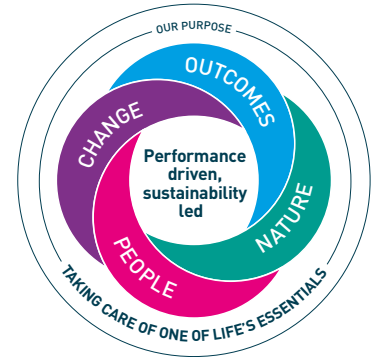 OUR PURPOSE
OUTCOMES
CHANGE
Performance
driven,
sustainability
led
NATURE
PEOPLE
TAKING CARE OF ONE OF LIFE'S ESSENTIALS